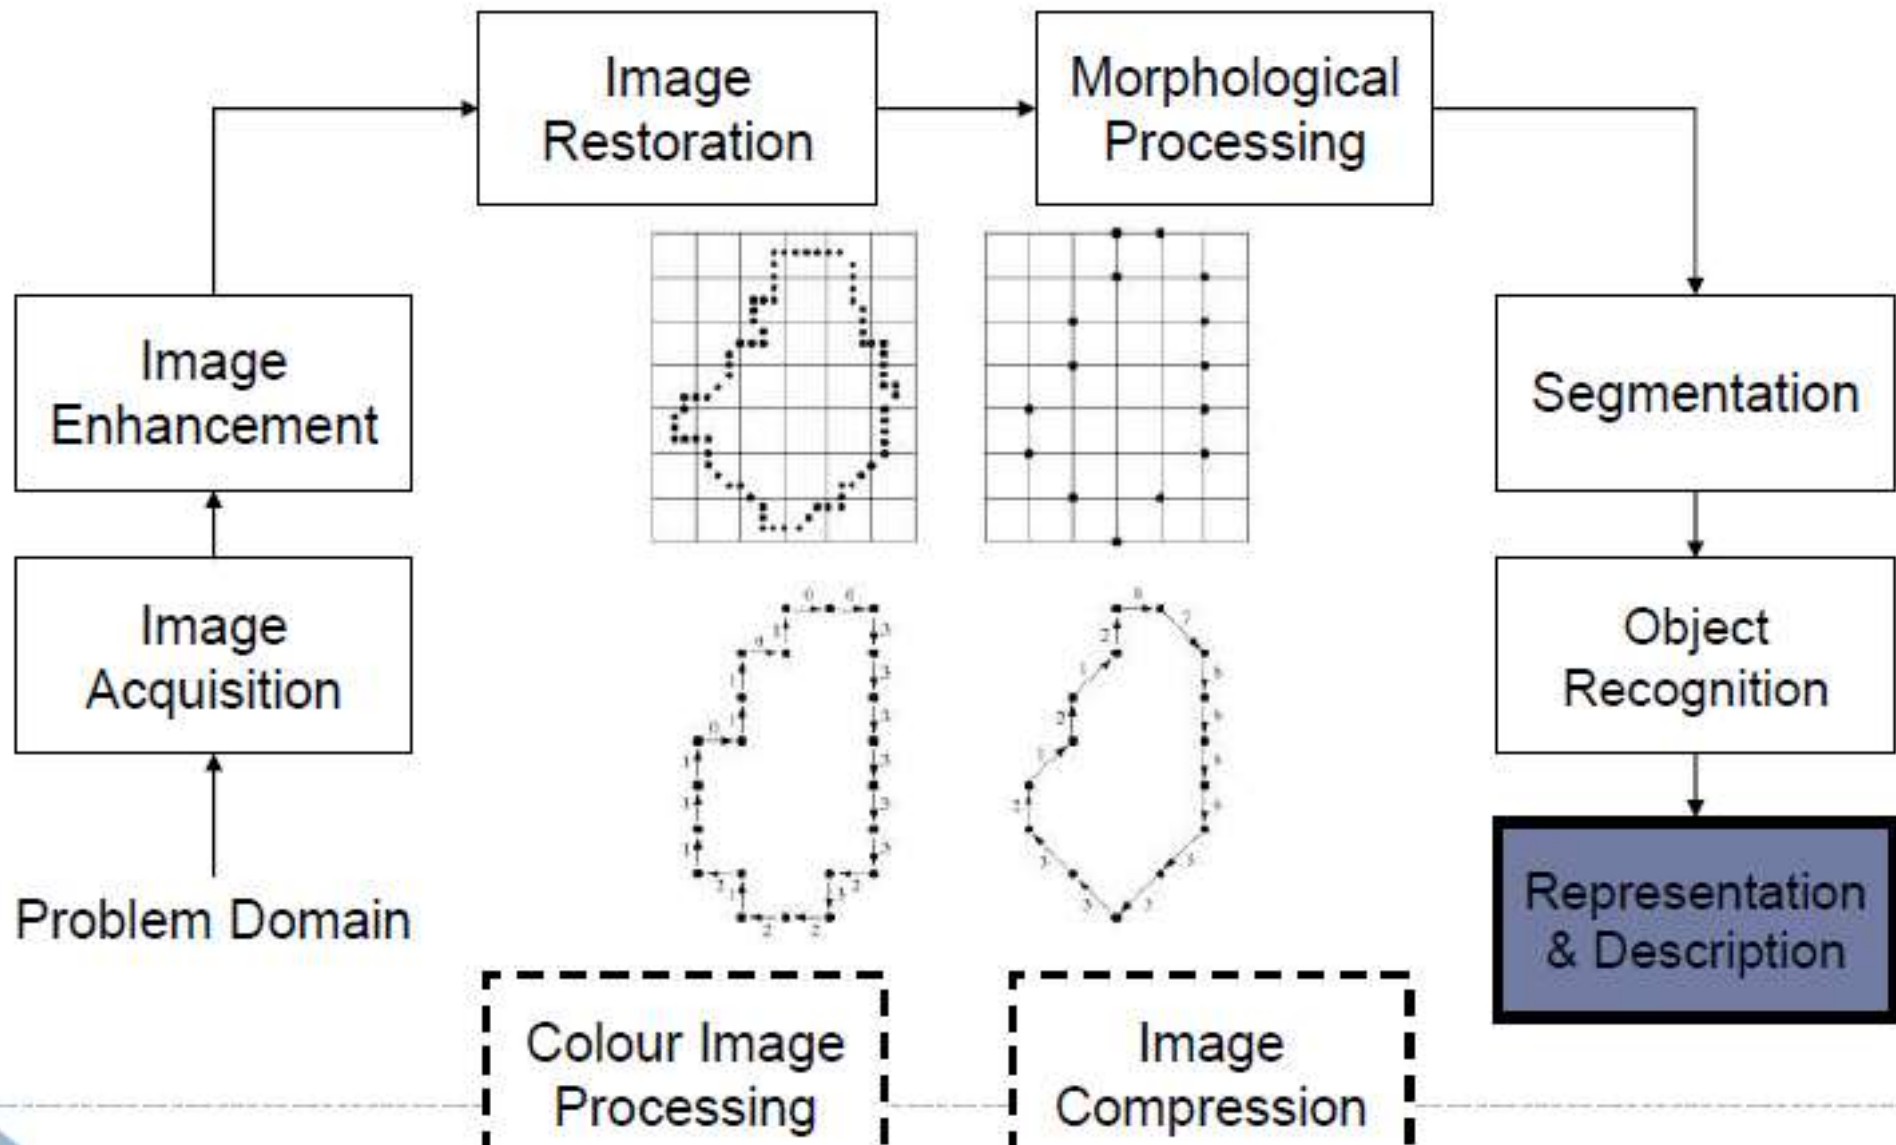 Image
Restoration
Morphological
Processing
Image
Enhancement
Segmentation
Image
Acquisition
Object
Recognition
Problem Domain
Representation
& Description
Colour Image
Processing
Image
Compression